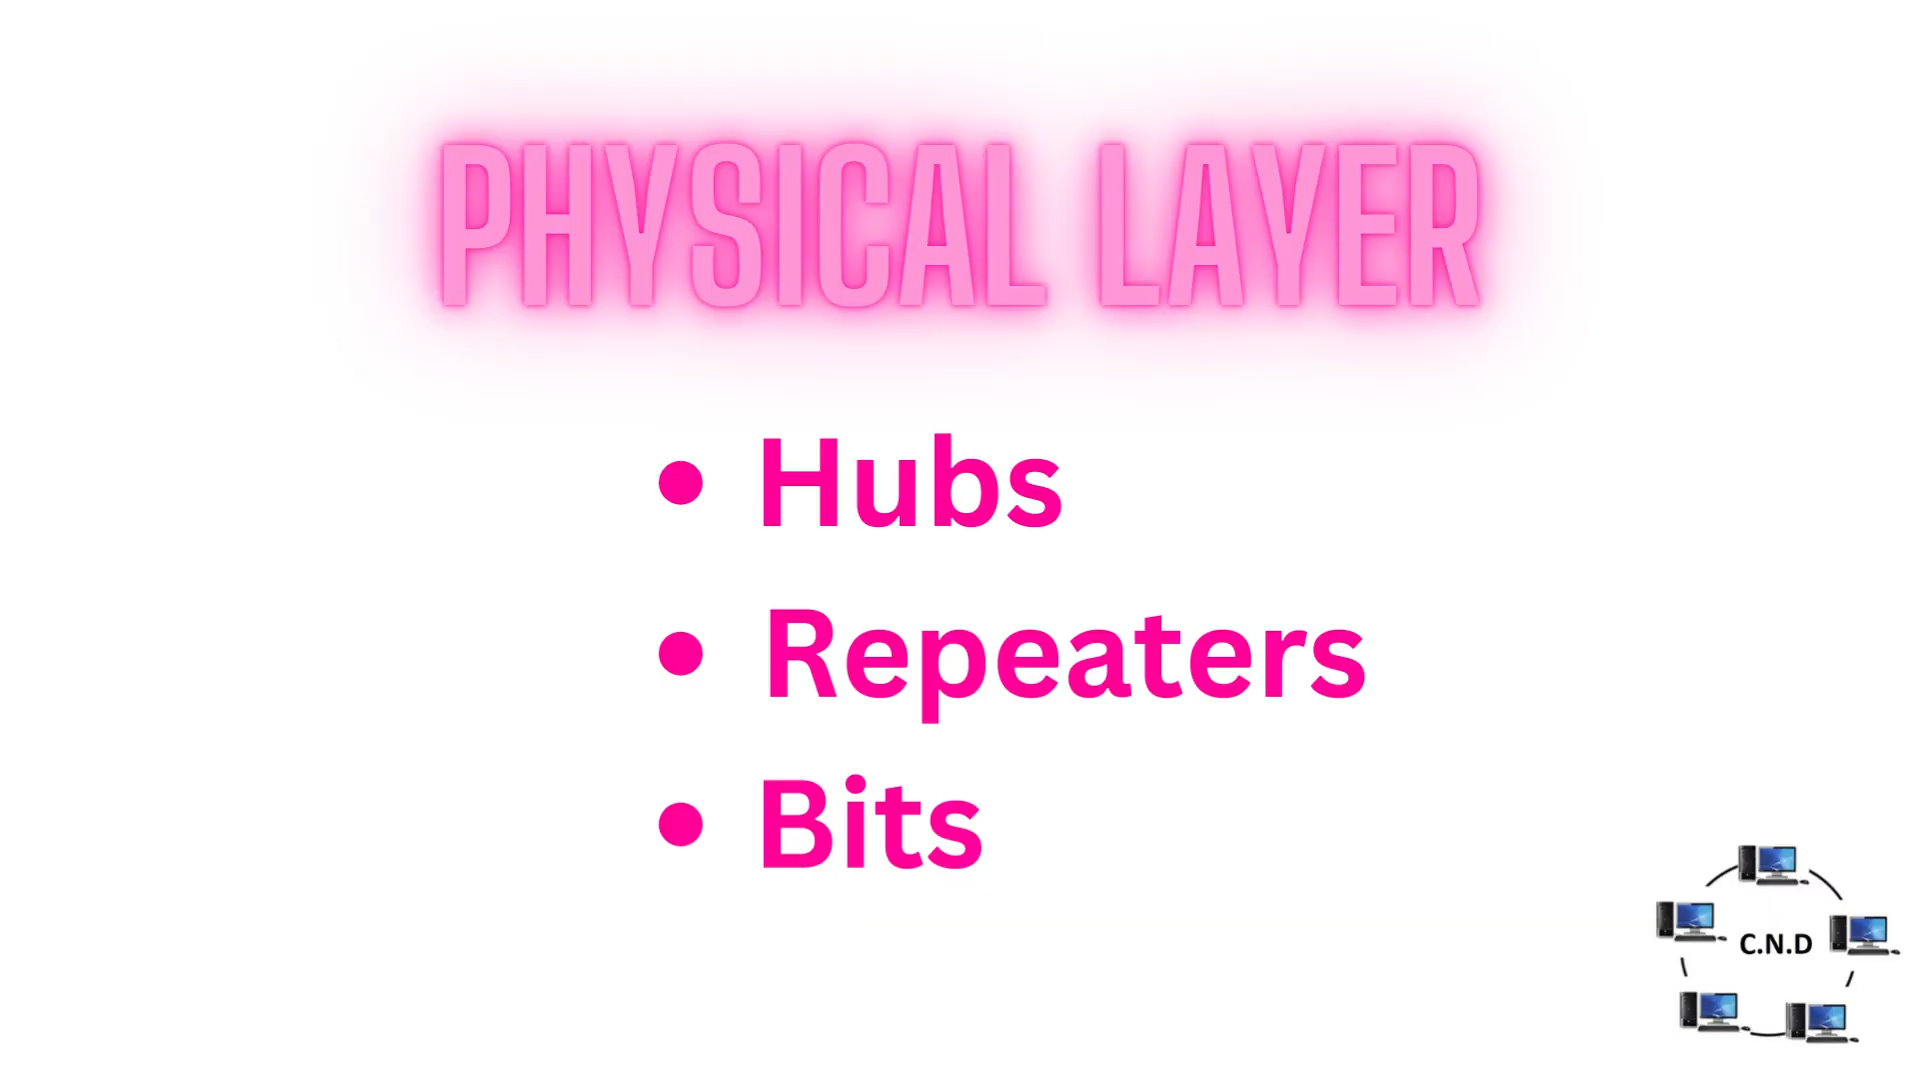 PHYSICAL LAYER
• Hubs
• Repeaters
• Bits
C.N.D